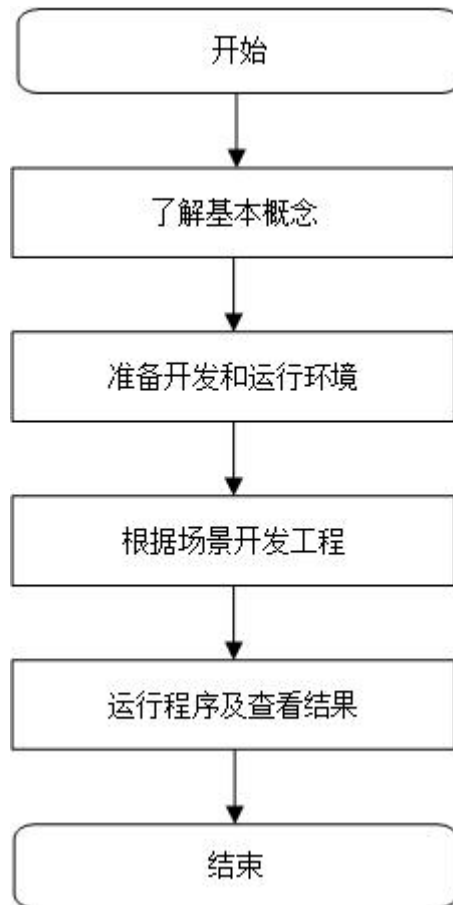 开始
了解基本概念
准备开发和运行环境
根据场景开发工程
运行程序及查看结果
结束